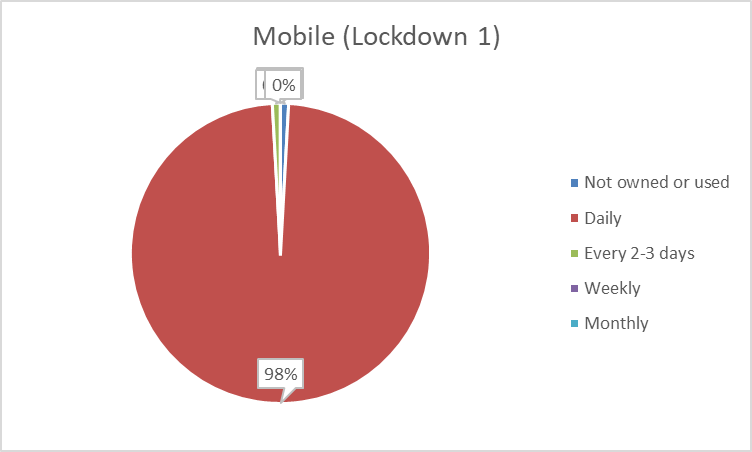 Mobile (Lockdown 1)
0%
98%
Not owned or used
Daily
Every 2-3 days
Weekly
Monthly